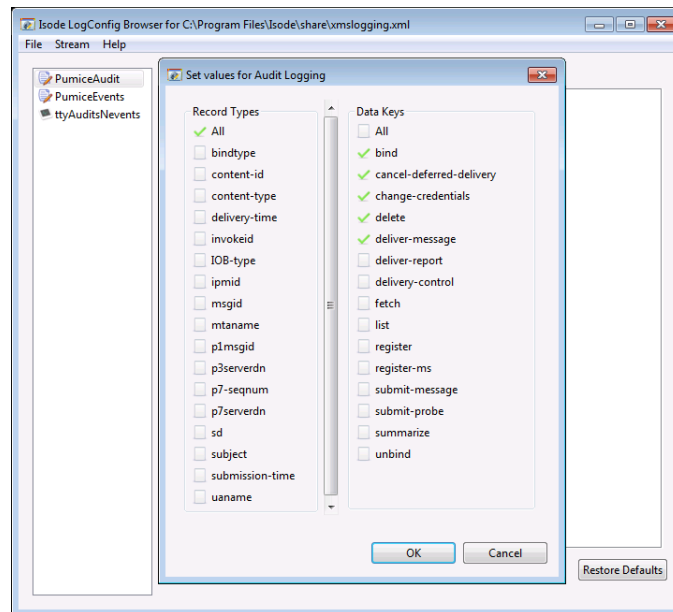 Isode LogConfig Browser for C:\Program Files\Isode\share\xmslogging.xml
File Stream Help
PumiceAudit
PumiceEvents
ttyAuditsNevents
Set values for Audit Logging
Record Types
All
bindtype
content-id
content-type
delivery-time
invokeid
IOB-type
ipmid
msgid
mtaname
p1msgid
p3serverdn
p7-seqnum
p7serverdn
sd
subject
submission-time
uaname
Data Keys
All
bind
cancel-deferred-delivery
change-credentials
delete
deliver-message
deliver-report
delivery-control
fetch
list
register
register-ms
submit-message
submit-probe
summarize
unbind
OK Cancel
Restore Defaults